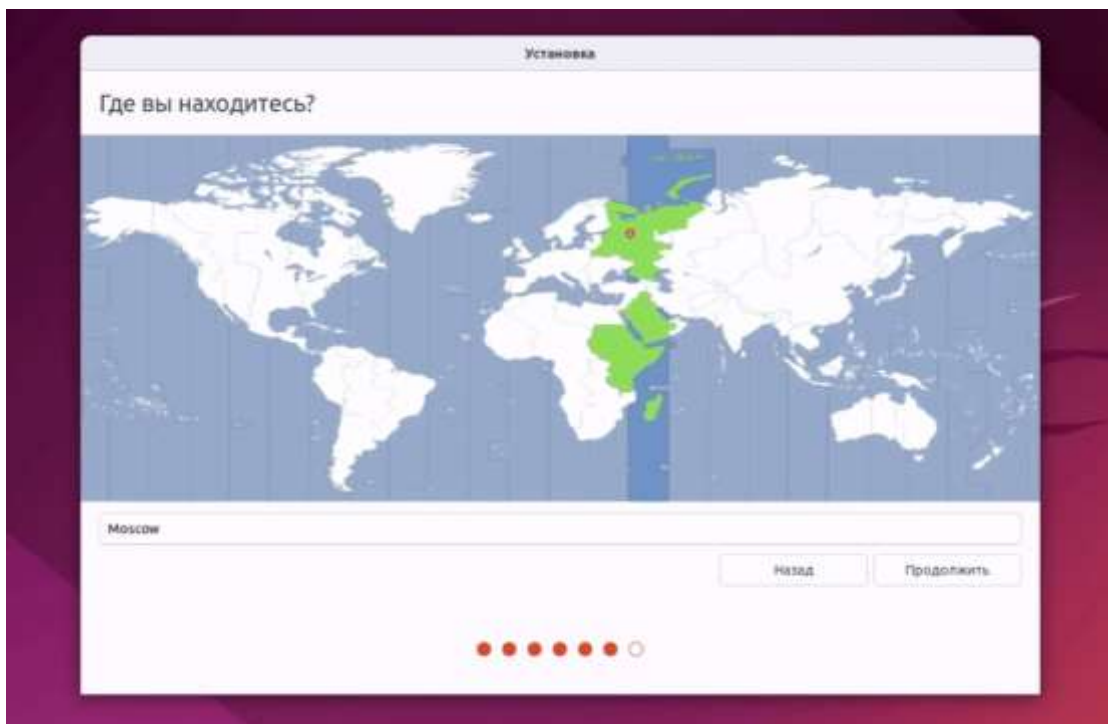 Установка
Где вы находитесь?
Moscow
Назад
Продолжить